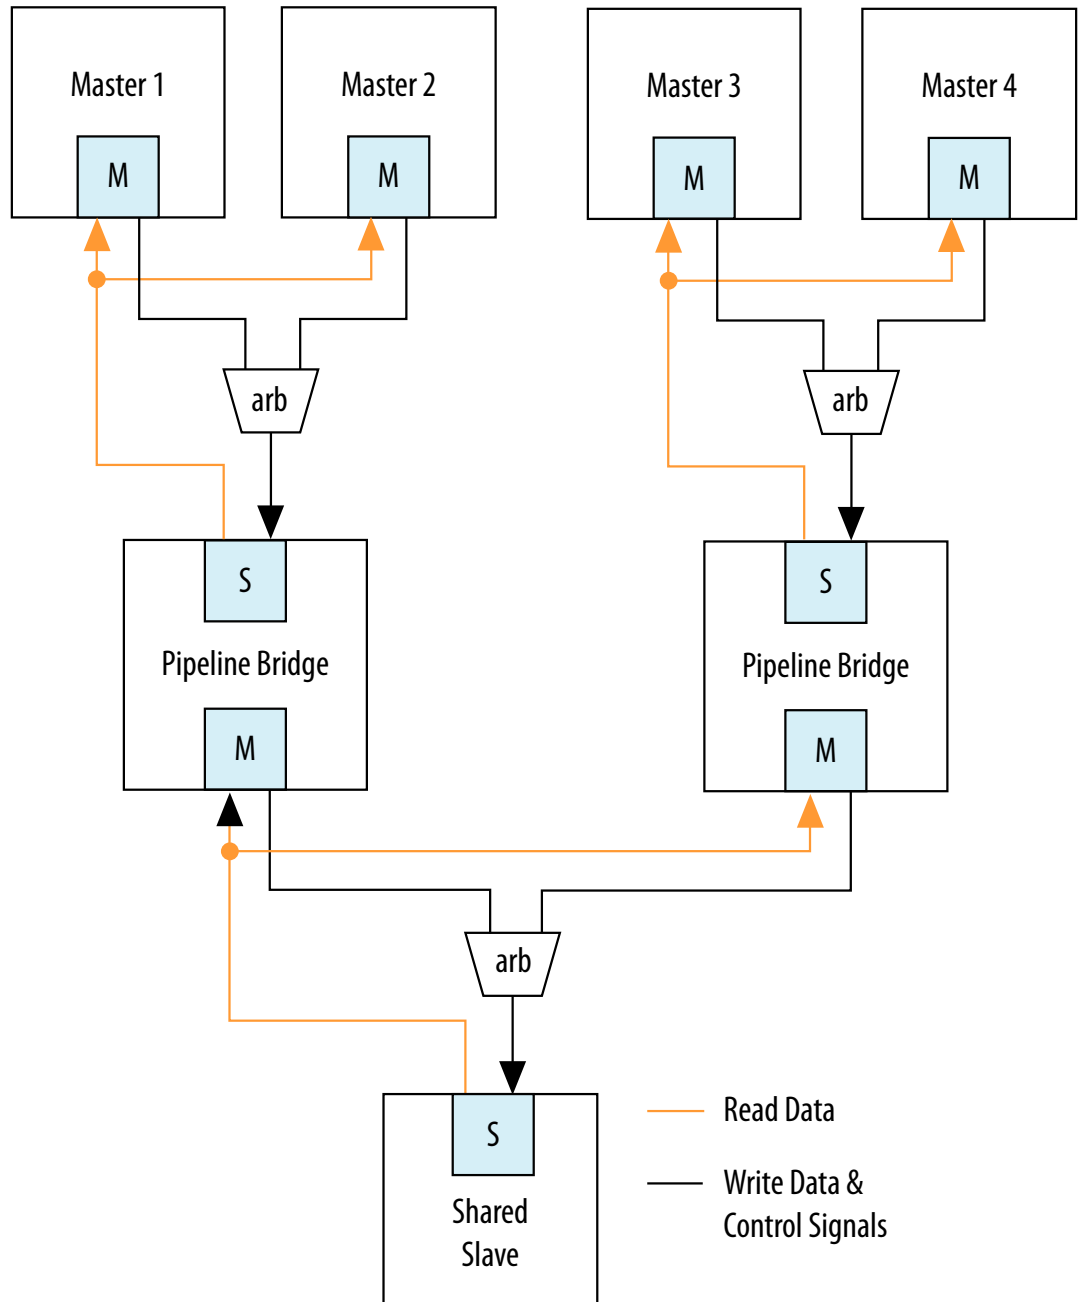 Master 1
Master 2
Master 3
Master 4
M
M
M
M
arb
arb
S
S
Pipeline Bridge
Pipeline Bridge
M
M
arb
S
Shared
Slave
Read Data
Write Data &
Control Signals